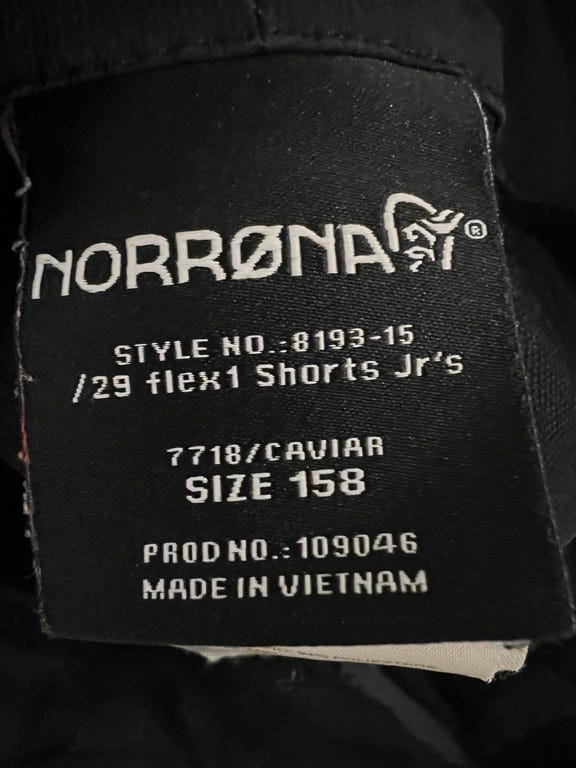 NORRØNA®
STYLE NO.:8193-15
/29 flex1 Shorts Jr's
7718/CAVIAR
SIZE 158
PROD NO.:109046
MADE IN VIETNAM